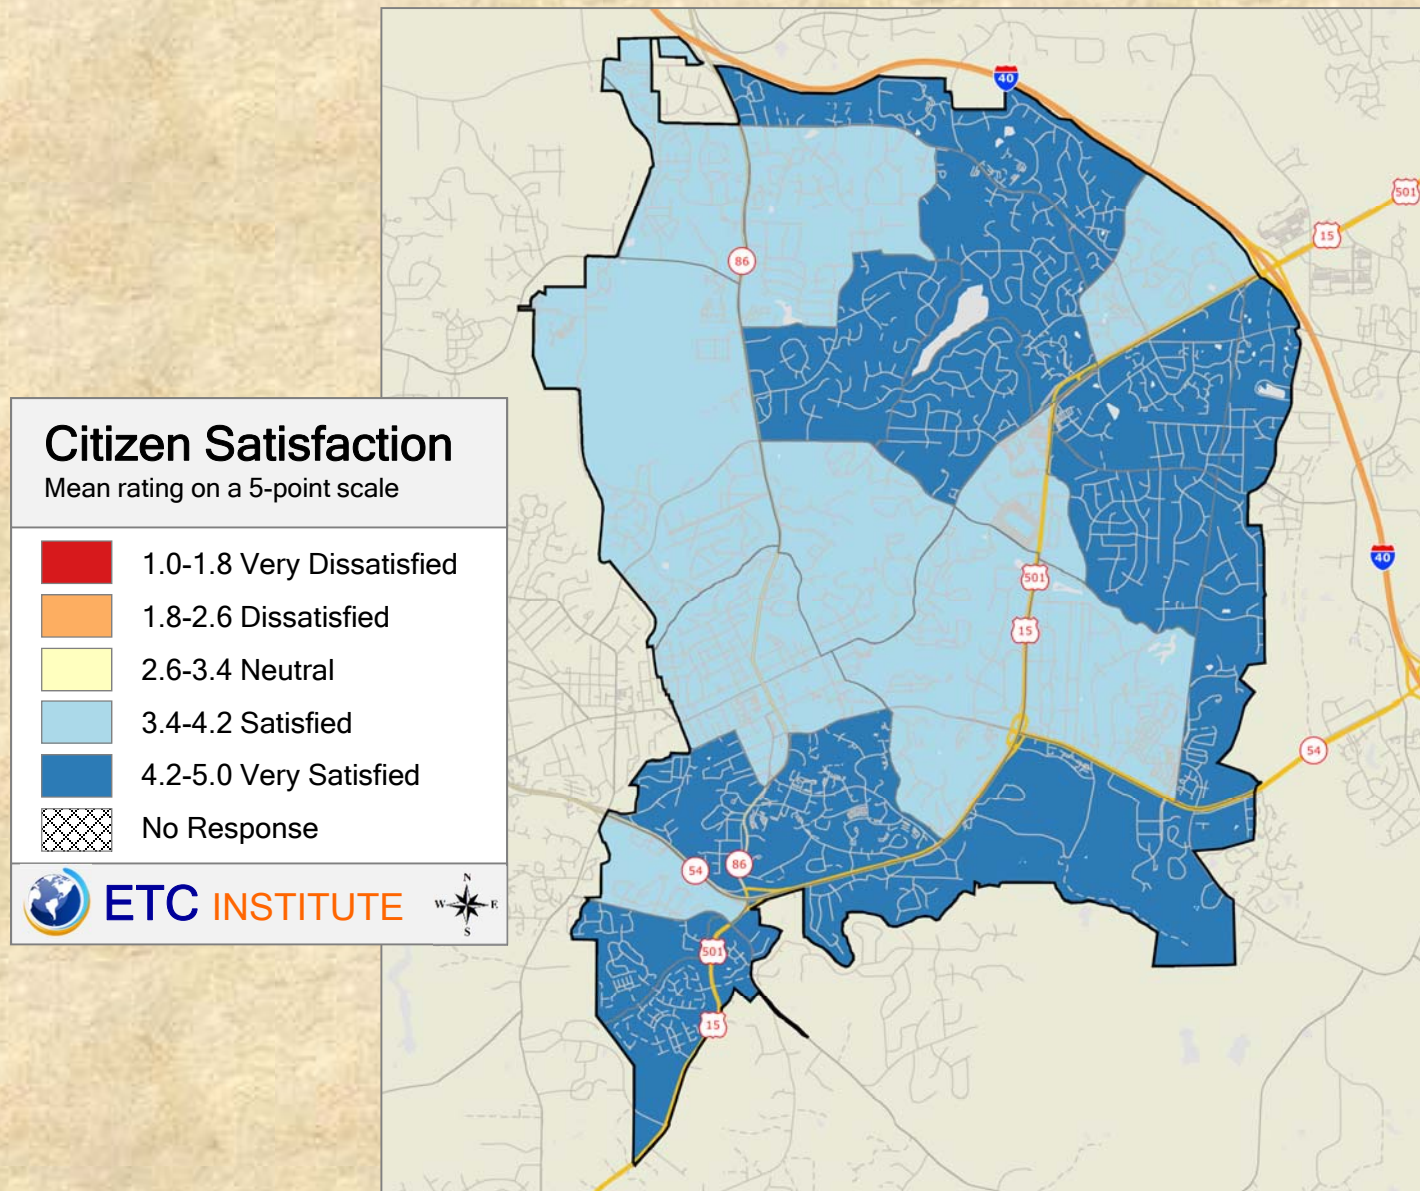 Citizen Satisfaction
Mean rating on a 5-point scale
1.0-1.8 Very Dissatisfied
1.8-2.6 Dissatisfied
2.6-3.4 Neutral
3.4-4.2 Satisfied
4.2-5.0 Very Satisfied
No Response
ETC INSTITUTE
N
W E
S
40
501
15
86
501
40
15
54
54
86
501
15